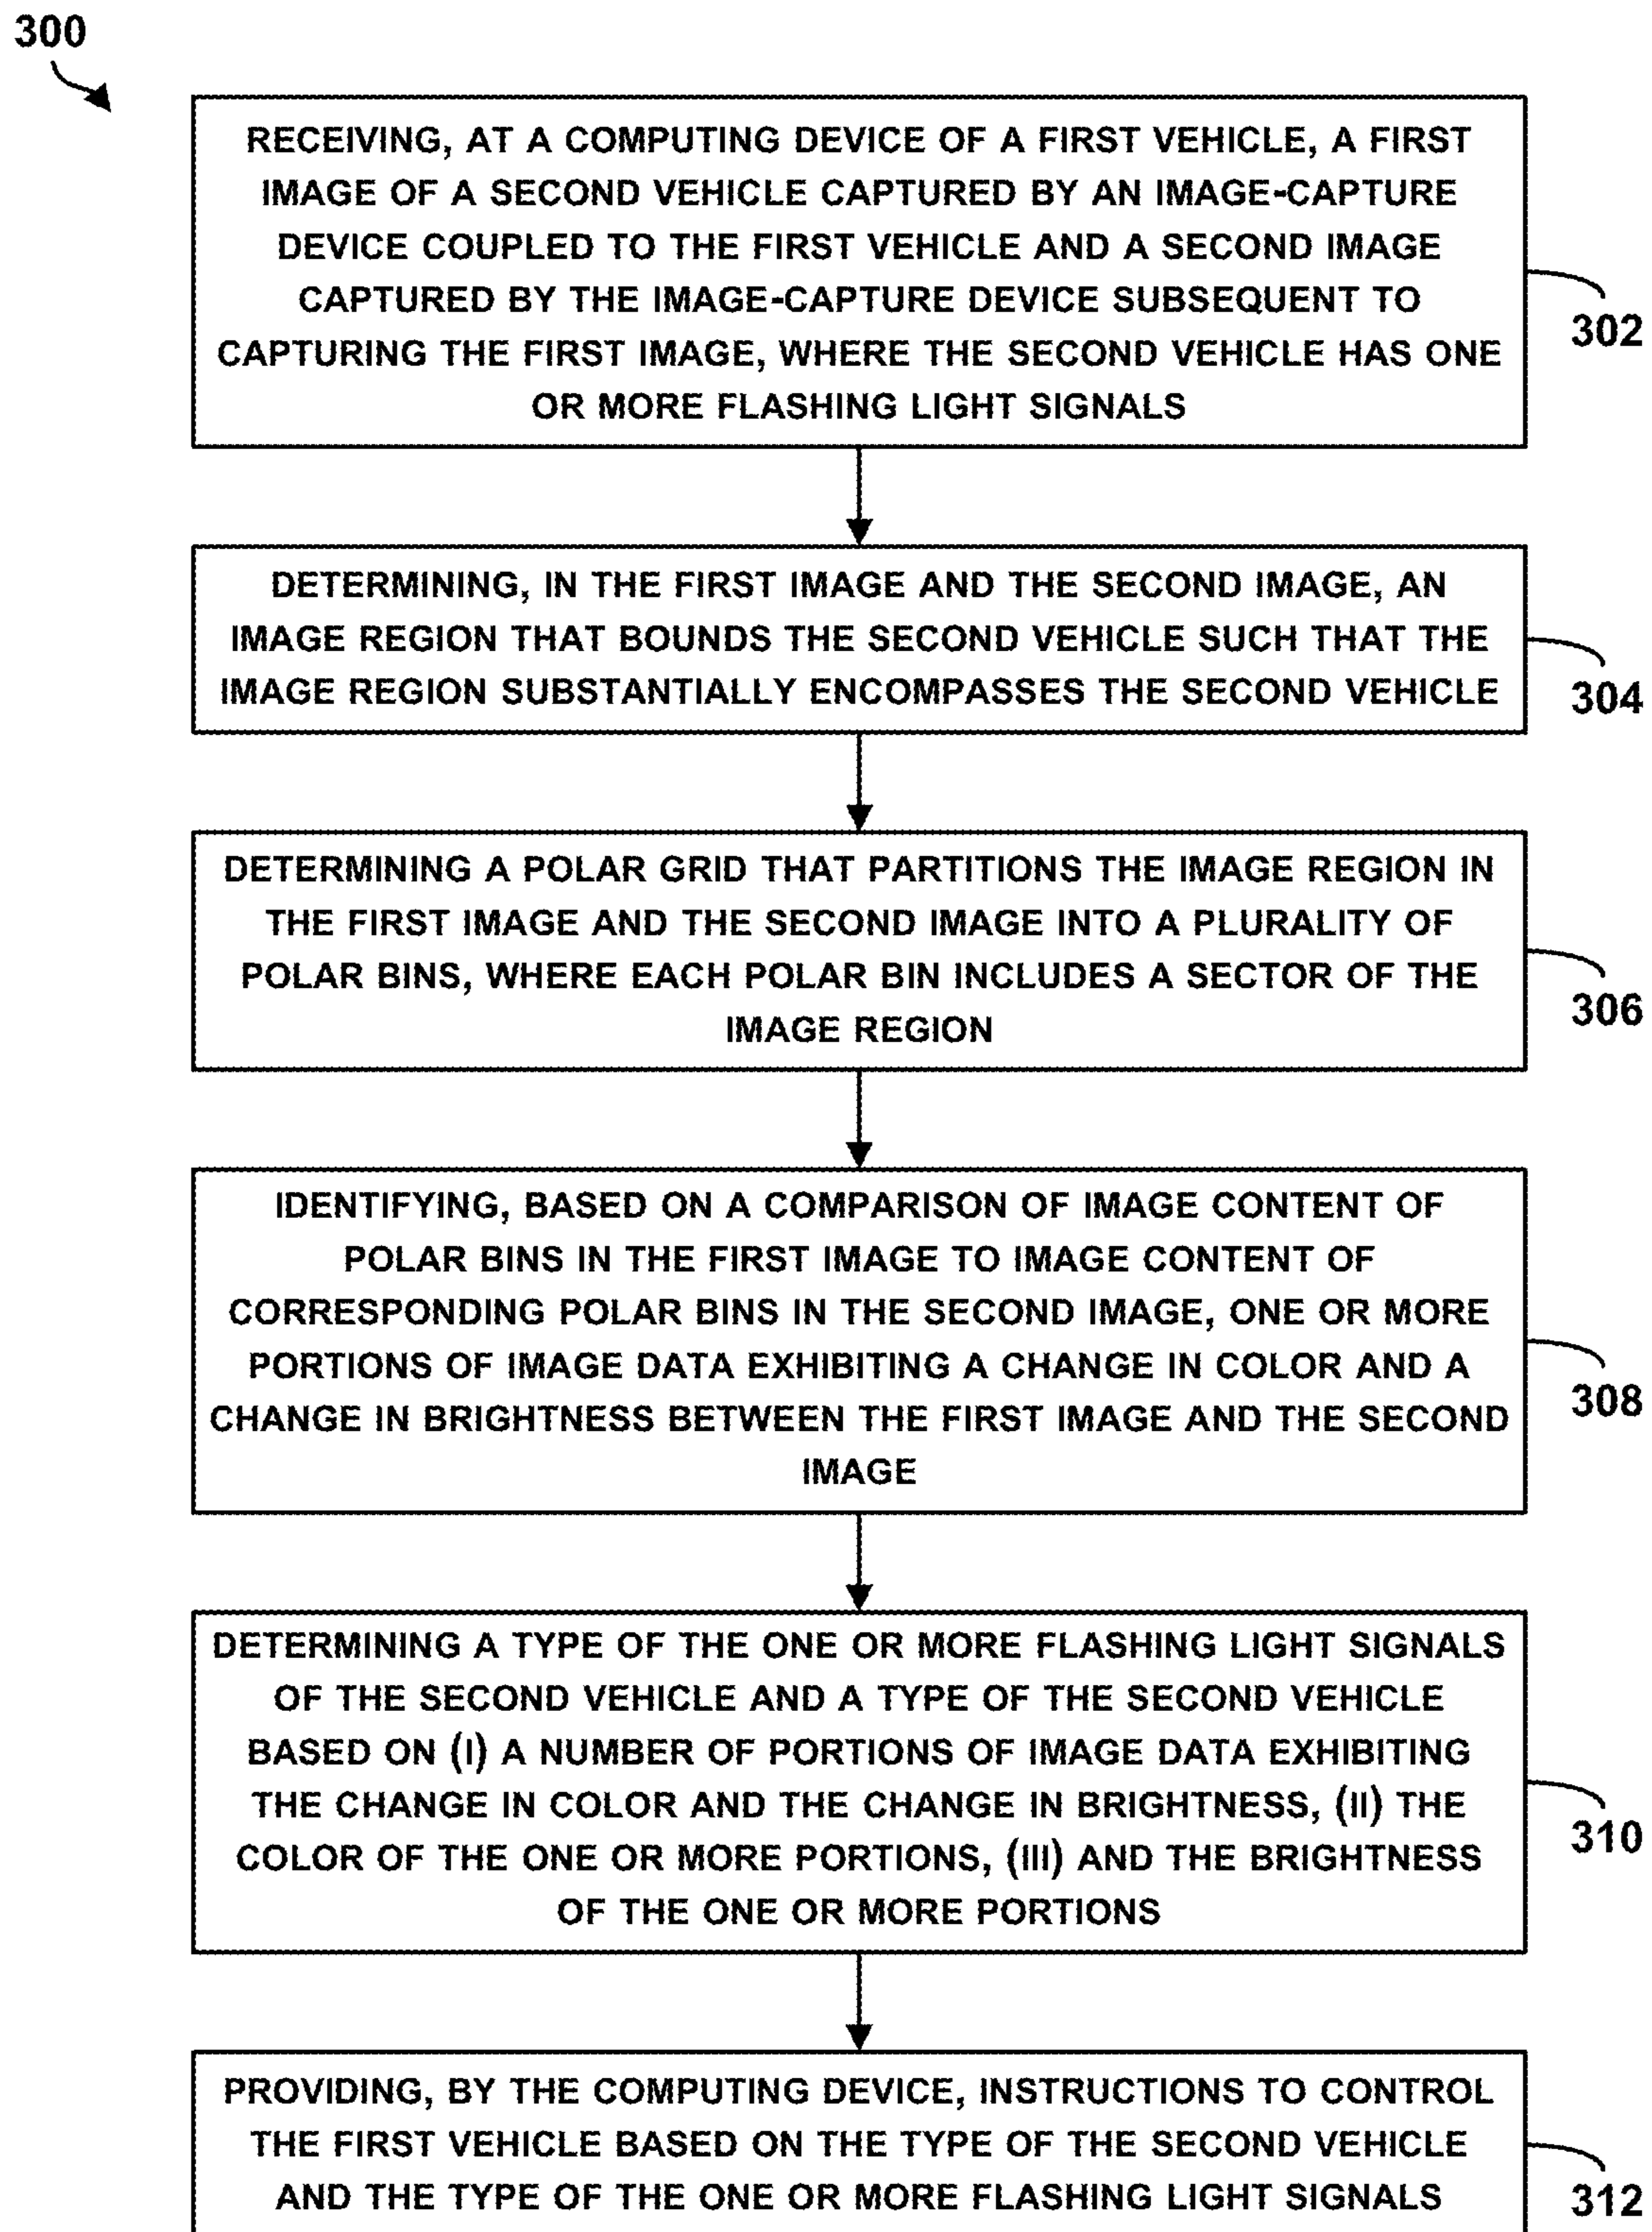 300
RECEIVING, AT A COMPUTING DEVICE OF A FIRST VEHICLE, A FIRST
IMAGE OF A SECOND VEHICLE CAPTURED BY AN IMAGE-CAPTURE
DEVICE COUPLED TO THE FIRST VEHICLE AND A SECOND IMAGE
CAPTURED BY THE IMAGE-CAPTURE DEVICE SUBSEQUENT TO
CAPTURING THE FIRST IMAGE, WHERE THE SECOND VEHICLE HAS ONE
OR MORE FLASHING LIGHT SIGNALS
302
DETERMINING, IN THE FIRST IMAGE AND THE SECOND IMAGE, AN
IMAGE REGION THAT BOUNDS THE SECOND VEHICLE SUCH THAT THE
IMAGE REGION SUBSTANTIALLY ENCOMPASSES THE SECOND VEHICLE
304
DETERMINING A POLAR GRID THAT PARTITIONS THE IMAGE REGION IN
THE FIRST IMAGE AND THE SECOND IMAGE INTO A PLURALITY OF
POLAR BINS, WHERE EACH POLAR BIN INCLUDES A SECTOR OF THE
IMAGE REGION
306
IDENTIFYING, BASED ON A COMPARISON OF IMAGE CONTENT OF
POLAR BINS IN THE FIRST IMAGE TO IMAGE CONTENT OF
CORRESPONDING POLAR BINS IN THE SECOND IMAGE, ONE OR MORE
PORTIONS OF IMAGE DATA EXHIBITING A CHANGE IN COLOR AND A
CHANGE IN BRIGHTNESS BETWEEN THE FIRST IMAGE AND THE SECOND
IMAGE
308
DETERMINING A TYPE OF THE ONE OR MORE FLASHING LIGHT SIGNALS
OF THE SECOND VEHICLE AND A TYPE OF THE SECOND VEHICLE
BASED ON (I) A NUMBER OF PORTIONS OF IMAGE DATA EXHIBITING
THE CHANGE IN COLOR AND THE CHANGE IN BRIGHTNESS, (II) THE
COLOR OF THE ONE OR MORE PORTIONS, (III) AND THE BRIGHTNESS
OF THE ONE OR MORE PORTIONS
310
PROVIDING, BY THE COMPUTING DEVICE, INSTRUCTIONS TO CONTROL
THE FIRST VEHICLE BASED ON THE TYPE OF THE SECOND VEHICLE
AND THE TYPE OF THE ONE OR MORE FLASHING LIGHT SIGNALS
312